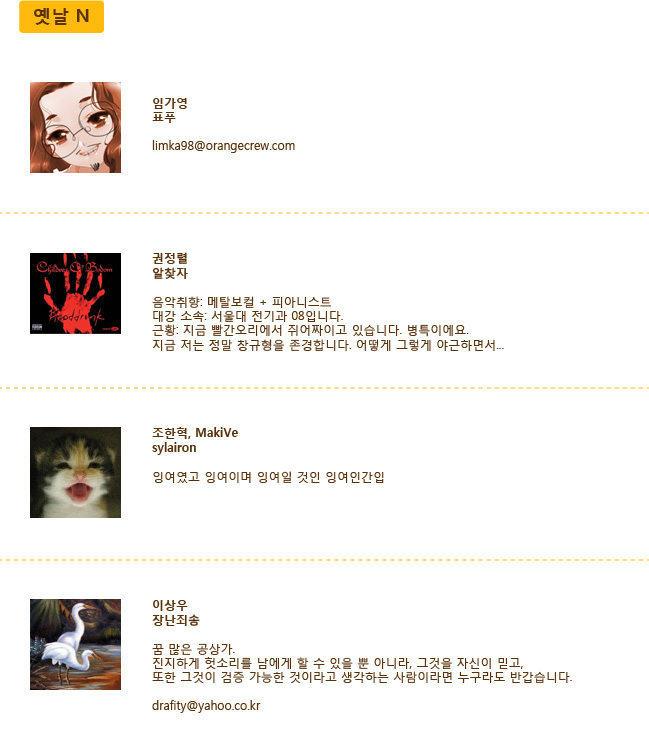 옛날 N
임가영
표푸
limka98@orangecrew.com
Children Of Bodom
Blooddrunk
권정렬
알찾자
음악취향: 메탈보컬 + 피아니스트
대강 소속: 서울대 전기과 08입니다.
근황: 지금 빨간오리에서 쥐어짜이고 있습니다. 병특이에요.
지금 저는 정말 창규형을 존경합니다. 어떻게 그렇게 야근하면서...
조한혁, MakiVe
sylairon
잉여였고 잉여이며 잉여일 것인 잉여인간입
이상우
장난죄송
꿈 많은 공상가.
진지하게 헛소리를 남에게 할 수 있을 뿐 아니라, 그것을 자신이 믿고,
또한 그것이 검증 가능한 것이라고 생각하는 사람이라면 누구라도 반갑습니다.
drafity@yahoo.co.kr